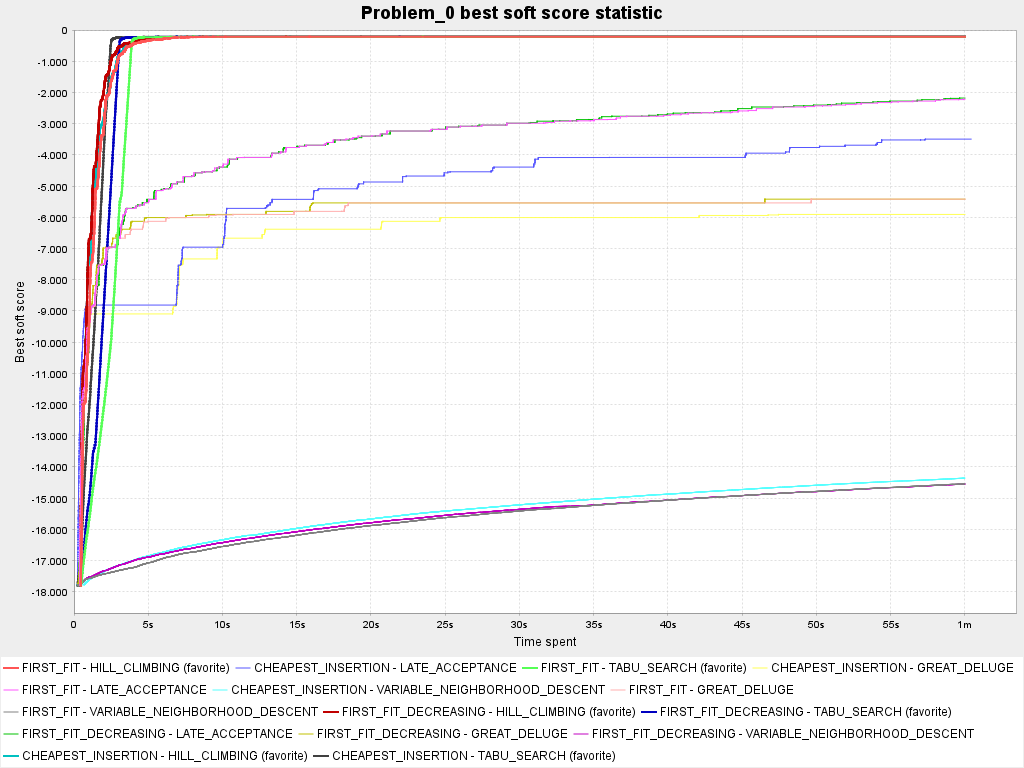 Problem_0 best soft score statistic
Best soft score
0
-1.000
-2.000
-3.000
-4.000
-5.000
-6.000
-7.000
-8.000
-9.000
-10.000
-11.000
-12.000
-13.000
-14.000
-15.000
-16.000
-17.000
-18.000
0 5s 10s 15s 20s 25s 30s 35s 40s 45s 50s 55s 1m
Time spent
FIRST_FIT - HILL_CLIMBING (favorite) CHEAPEST_INSERTION - LATE_ACCEPTANCE FIRST_FIT - TABU_SEARCH (favorite) CHEAPEST_INSERTION - GREAT_DELUGE
FIRST_FIT - LATE_ACCEPTANCE CHEAPEST_INSERTION - VARIABLE_NEIGHBORHOOD_DESCENT FIRST_FIT - GREAT_DELUGE
FIRST_FIT - VARIABLE_NEIGHBORHOOD_DESCENT FIRST_FIT_DECREASING - HILL_CLIMBING (favorite) FIRST_FIT_DECREASING - TABU_SEARCH (favorite)
FIRST_FIT_DECREASING - LATE_ACCEPTANCE FIRST_FIT_DECREASING - GREAT_DELUGE FIRST_FIT_DECREASING - VARIABLE_NEIGHBORHOOD_DESCENT
CHEAPEST_INSERTION - HILL_CLIMBING (favorite) CHEAPEST_INSERTION - TABU_SEARCH (favorite)